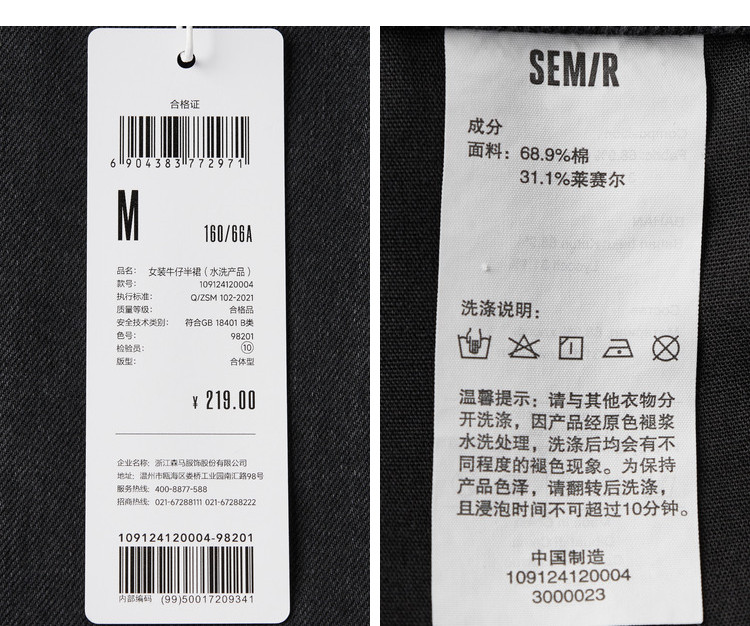 合格证
6 904383 772971
M
160/66A
品名： 女装牛仔半裙（水洗产品）
款号： 109124120004
执行标准： Q/ZSM 102-2021
质量等级： 合格品
安全技术类别： 符合GB 18401 B类
色号： 98201
检验员： ⑩
版型： 合体型
¥ 219.00
企业名称：浙江森马服饰股份有限公司
地址：温州市瓯海区娄桥工业园南汇路98号
服务热线：400-8877-588
招商热线：021-67288111 021-67288222
109124120004-98201
内部编码 (99)50017209341
SEMIR
成分
面料：68.9%棉
31.1%莱赛尔
洗涤说明：
温馨提示：请与其他衣物分
开洗涤，因产品经原色褪浆
水洗处理，洗涤后均会有不
同程度的褪色现象。为保持
产品色泽，请翻转后洗涤，
且浸泡时间不可超过10分钟。
中国制造
109124120004
3000023